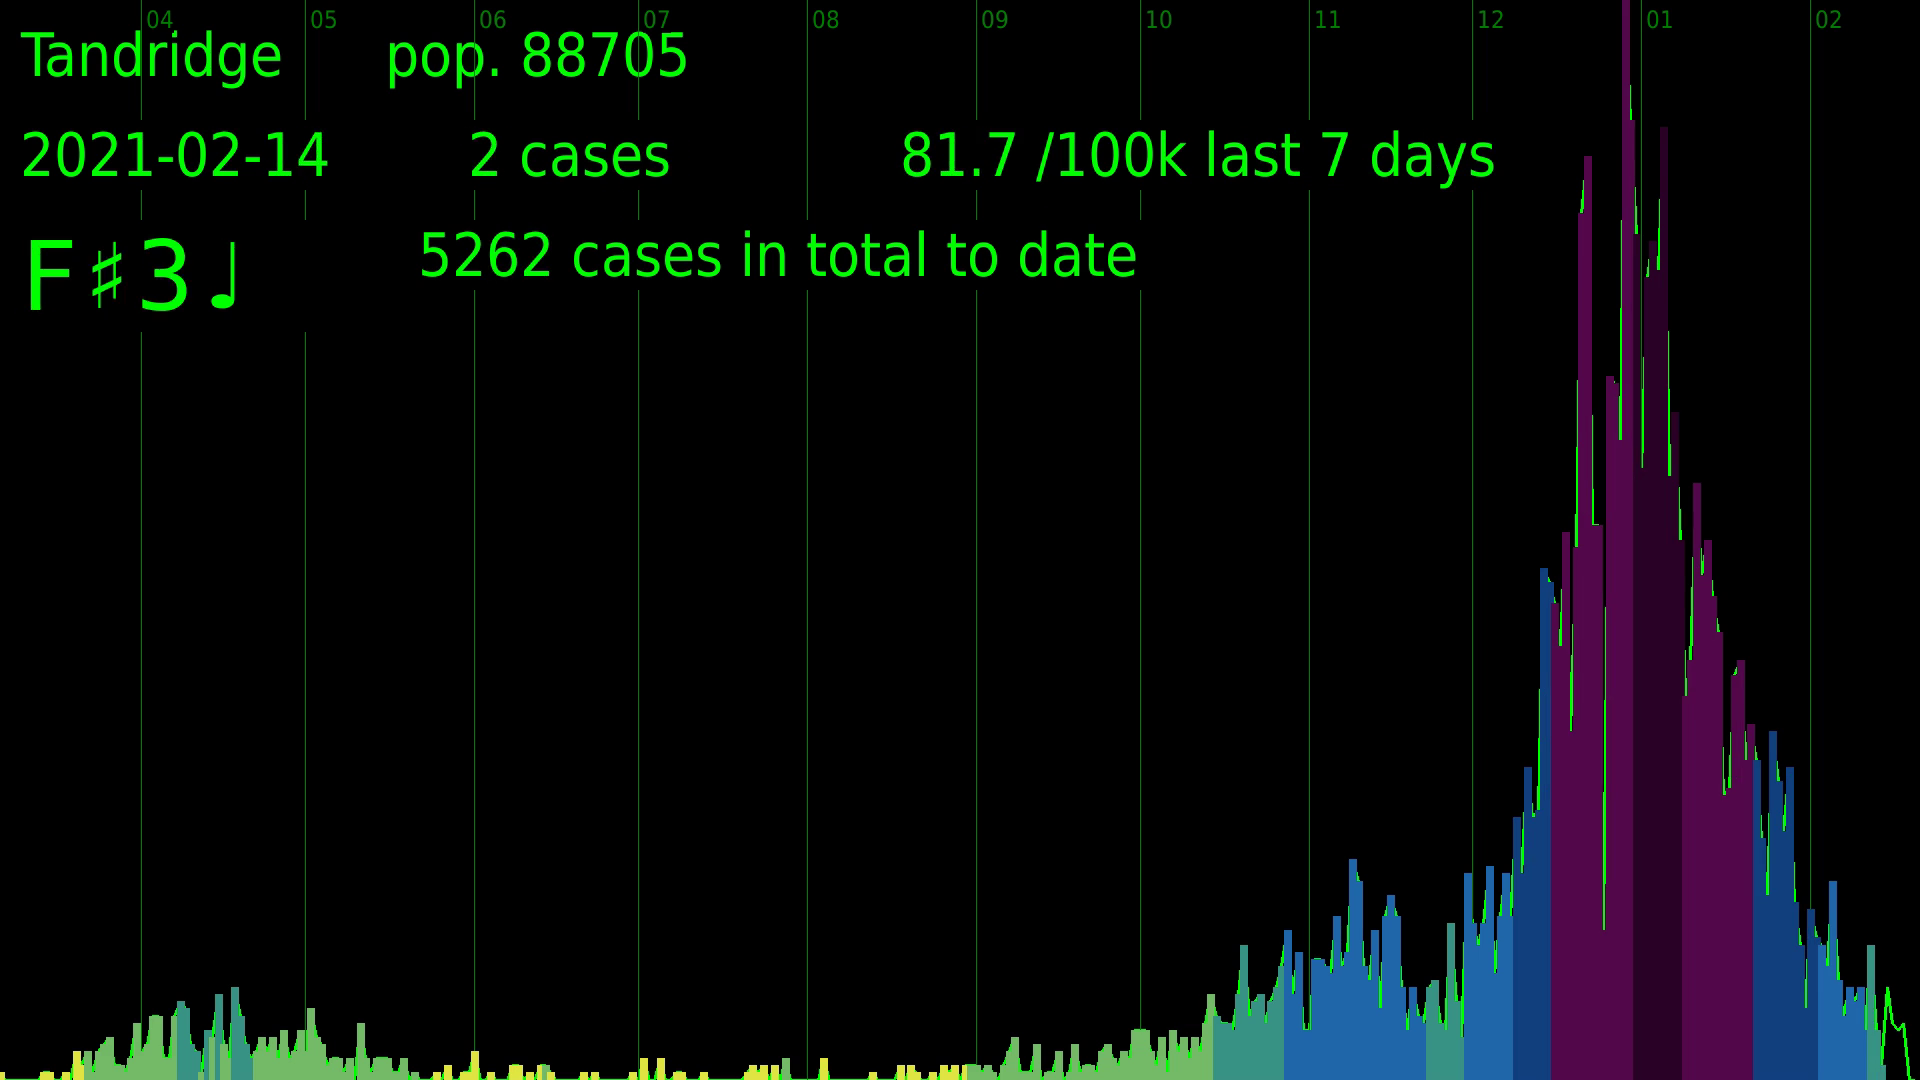 04 05 06 07 08 09 10 11 12 01 02
Tandridge pop. 88705
2021-02-14 2 cases 81.7 /100k last 7 days
F♯3♩ 5262 cases in total to date